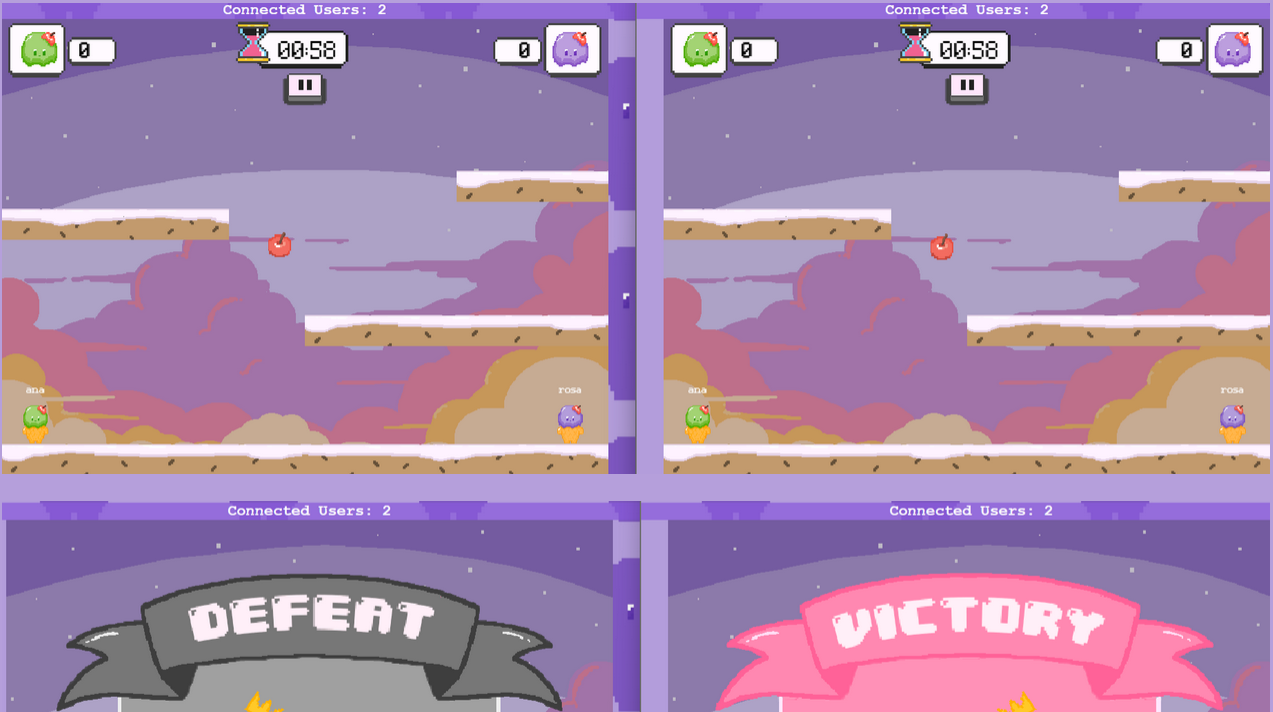 Connected Users: 2
0
00:58
0
ana
rosa
Connected Users: 2
0
00:58
0
ana
rosa
Connected Users: 2
DEFEAT
Connected Users: 2
VICTORY